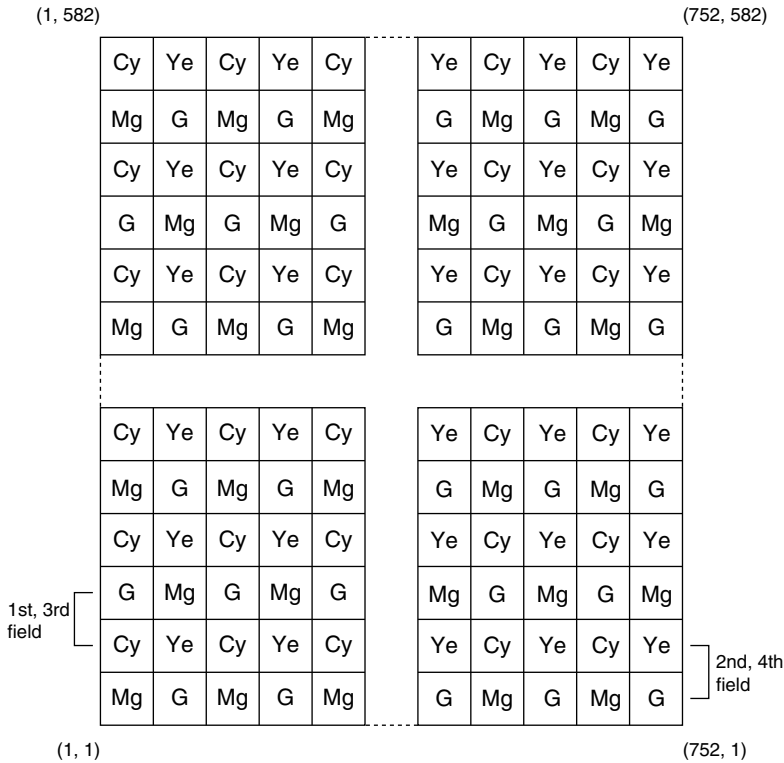 (1, 582) (752, 582)
Cy Ye Cy Ye Cy Ye Cy Ye Cy Ye
Mg G Mg G Mg G Mg G Mg G
Cy Ye Cy Ye Cy Ye Cy Ye Cy Ye
G Mg G Mg G Mg G Mg G Mg
Cy Ye Cy Ye Cy Ye Cy Ye Cy Ye
Mg G Mg G Mg G Mg G Mg G
Cy Ye Cy Ye Cy Ye Cy Ye Cy Ye
Mg G Mg G Mg G Mg G Mg G
Cy Ye Cy Ye Cy Ye Cy Ye Cy Ye
G Mg G Mg G Mg G Mg G Mg
1st, 3rd
field
Cy Ye Cy Ye Cy Ye Cy Ye Cy Ye
2nd, 4th
field
Mg G Mg G Mg G Mg G Mg G
(1, 1) (752, 1)